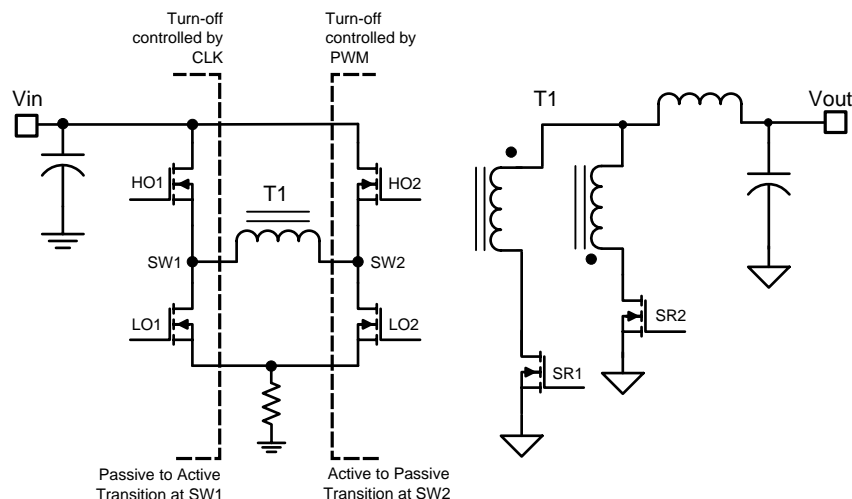 Turn-off
controlled by
CLK
Turn-off
controlled by
PWM
Vin
T1
Vout
HO1
HO2
T1
SW1
SW2
LO1
LO2
SR2
SR1
Passive to Active
Transition at SW1
Active to Passive
Transition at SW2